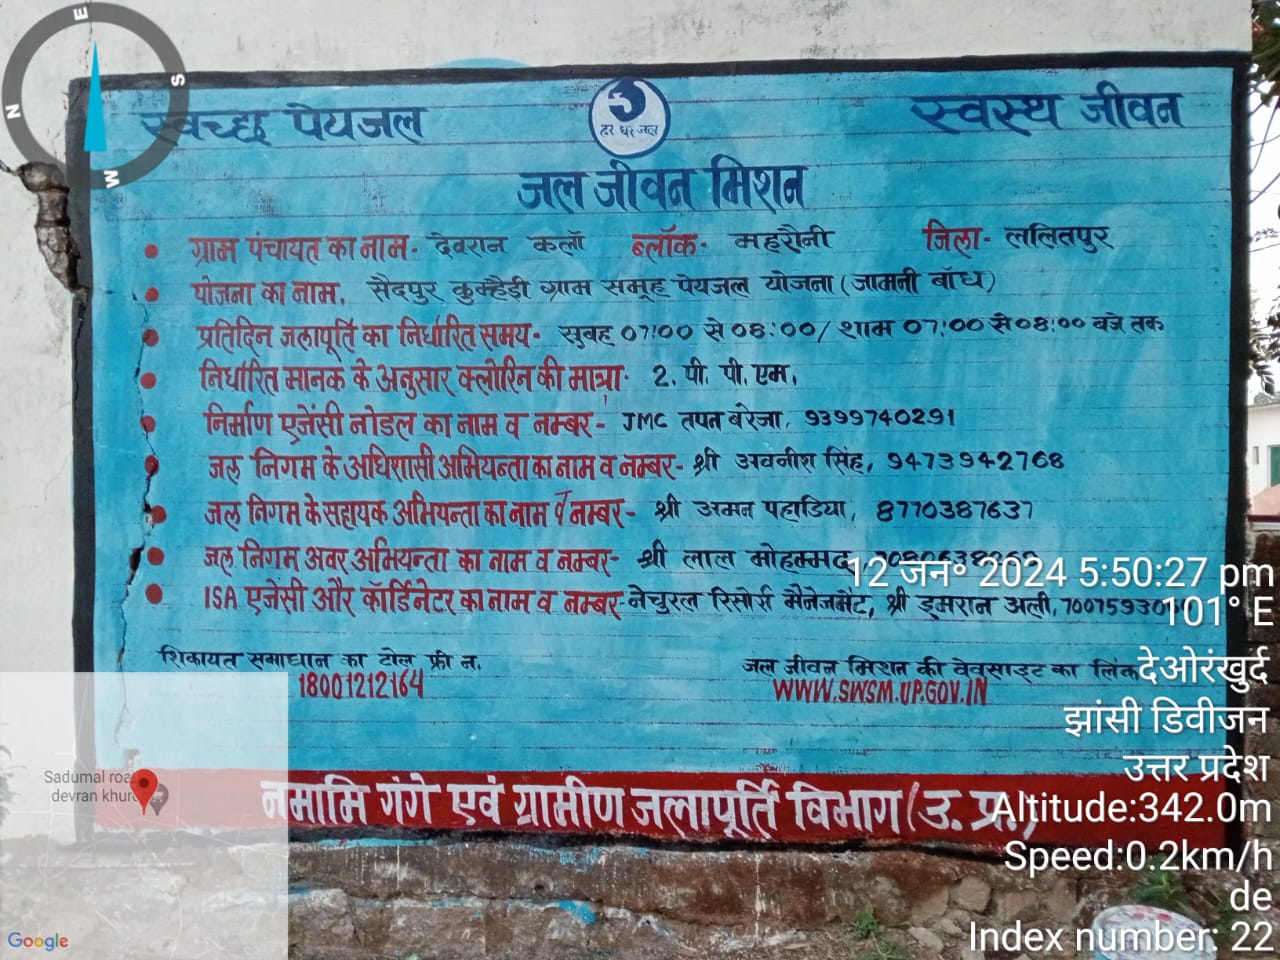 E
S
N
W
स्वच्छ पेयजल
हर घर जल
स्वस्थ जीवन
जल जीवन मिशन
ग्राम पंचायत का नाम- देवरान कलाँ ब्लॉक- महरौनी जिला- ललितपुर
योजना का नाम. सैदपुर कुम्हैड़ी ग्राम समूह पेयजल योजना (जामनी बाँध)
प्रतिदिन जलापूर्ति का निर्धारित समय- सुबह 07:00 से 08:00/ शाम 07:00 से 08:00 बजे तक
निर्धारित मानक के अनुसार क्लोरिन की मात्रा- 2. पी. पी. एम.
निर्माण एजेंसी नोडल का नाम व नम्बर- JMC तपत बरेजा, 9399740291
जल निगम के अधिशासी अभियन्ता का नाम व नम्बर- श्री अवनीश सिंह, 9473942768
जल निगम के सहायक अभियन्ता का नाम व नम्बर- श्री अमन पहाडिया, 8770387637
जल निगम अवर अभियन्ता का नाम व नम्बर- श्री लाल मोहम्मद
ISA एजेंसी और कॉर्डिनेटर का नाम व नम्बर- नेचुरल रिसोर्स मैनेजमेंट, श्री इमरान अली,
शिकायत समाधान का टोल फ्री न.
18001212164
जल जीवन मिशन की वेवसाइट का लिंक
WWW.SWSM.UP.GOV.IN
नमामि गंगे एवं ग्रामीण जलापूर्ति विभाग (उ. प्र.)
12 जन॰ 2024 5:50:27 pm
101° E
देओरंखुर्द
झांसी डिवीजन
उत्तर प्रदेश
Altitude:342.0m
Speed:0.2km/h
de
Index number: 22
Sadumal roa
devran khur
Google